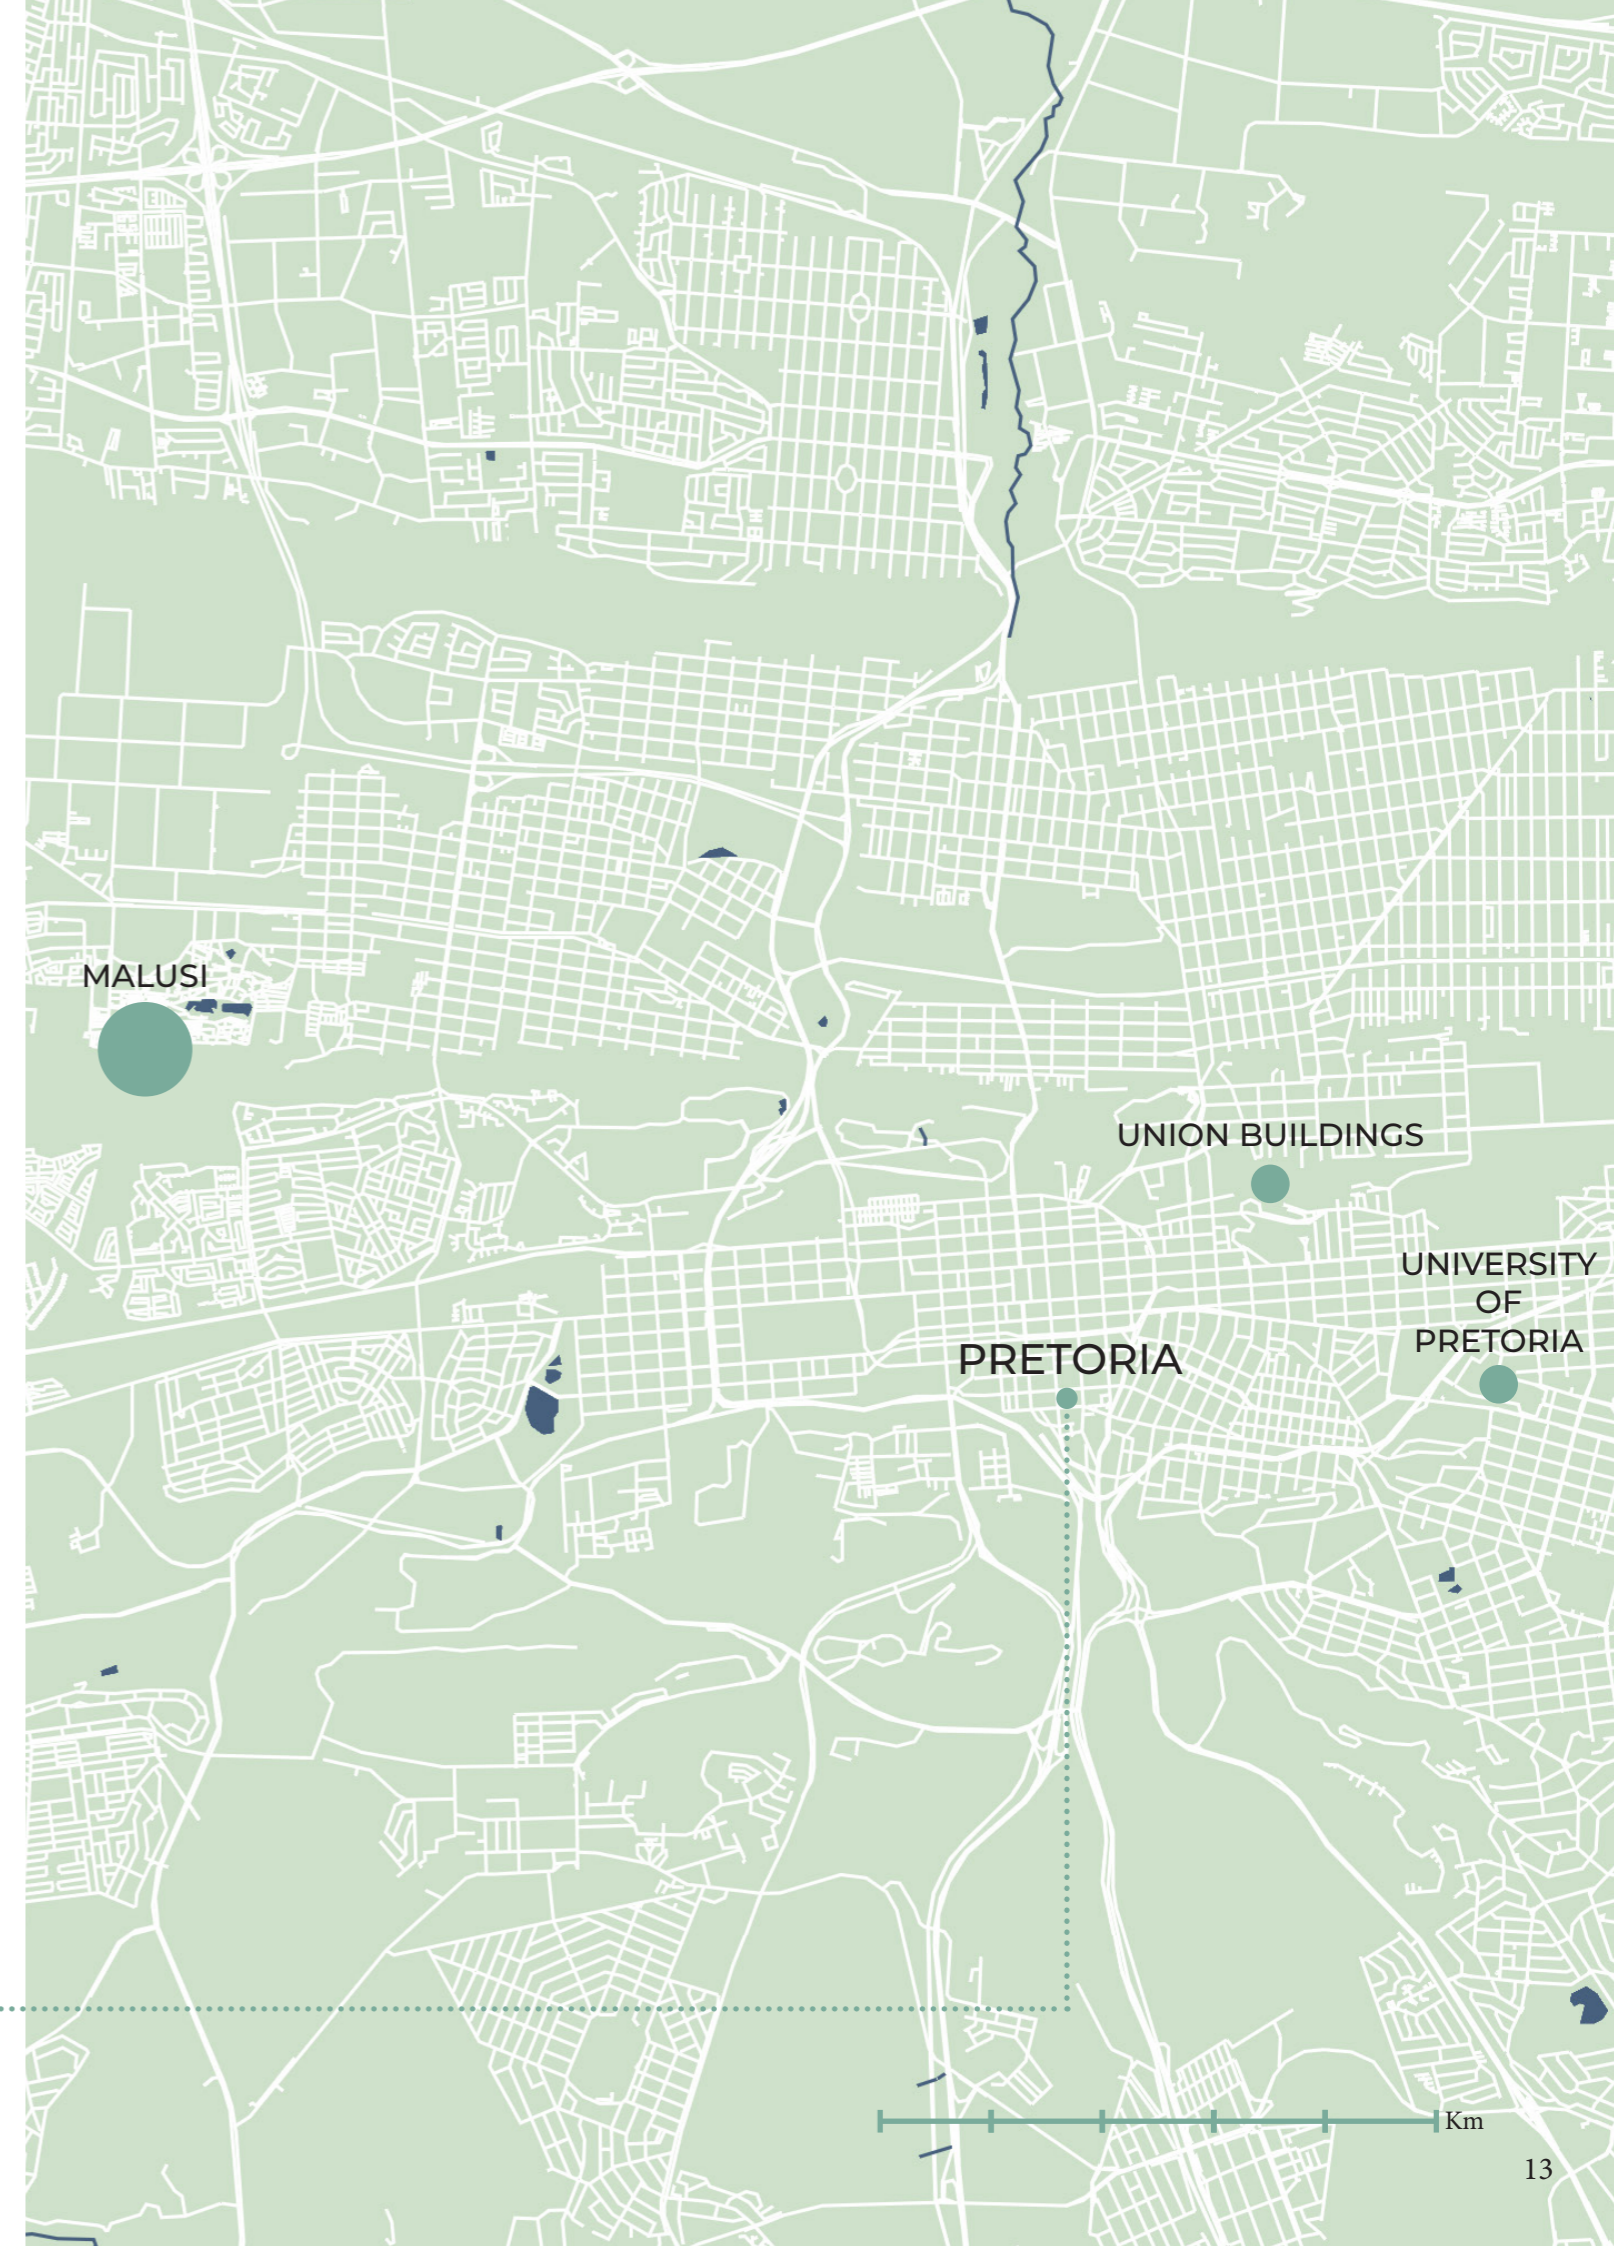 MALUSI
UNION BUILDINGS
UNIVERSITY
OF
PRETORIA
PRETORIA
Km
13